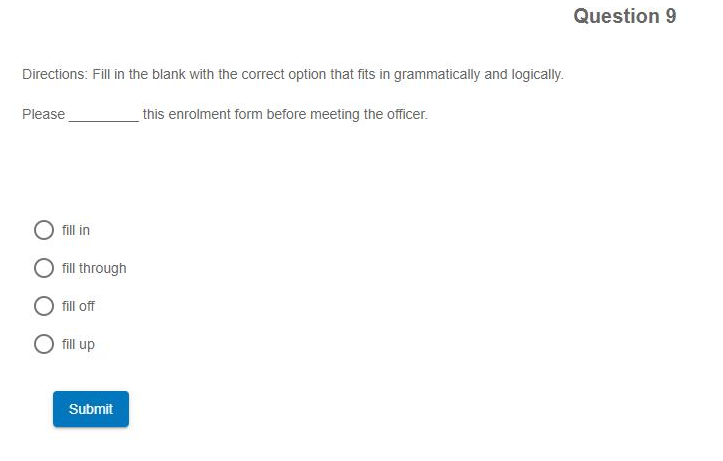 Question 9
Directions: Fill in the blank with the correct option that fits in grammatically and logically.
Please _________ this enrolment form before meeting the officer.
fill in
fill through
fill off
fill up
Submit